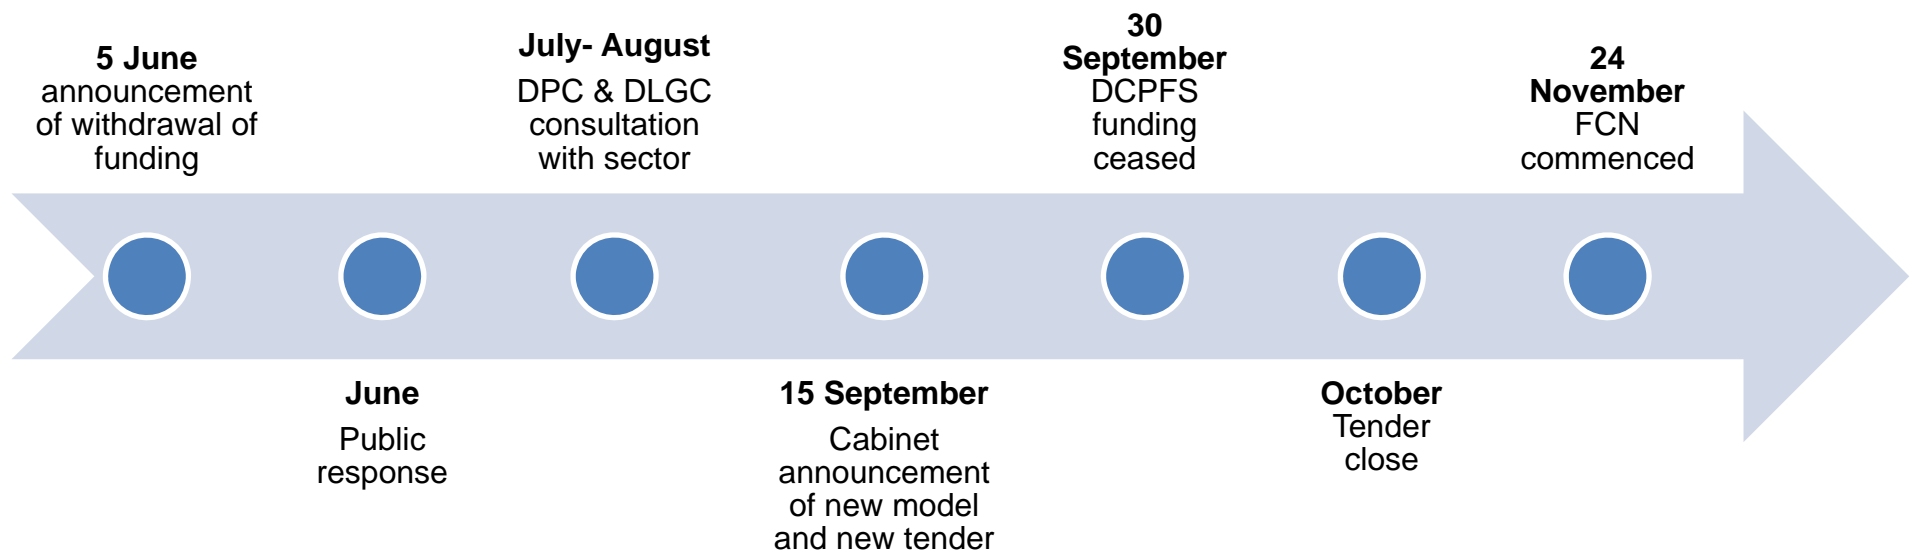 5 June
announcement
of withdrawal of
funding
June
Public
response
July- August
DPC & DLGC
consultation
with sector
15 September
Cabinet
announcement
of new model
and new tender
30
September
DCPFS
funding
ceased
October
Tender
close
24
November
FCN
commenced